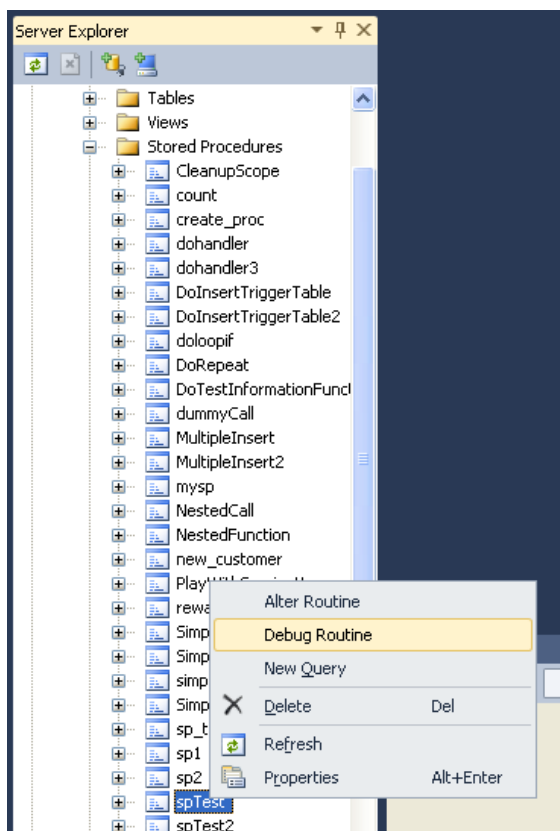 Server Explorer
Tables
Views
Stored Procedures
CleanupScope
count
create_proc
dohandler
dohandler3
DoInsertTriggerTable
DoInsertTriggerTable2
doloopif
DoRepeat
DoTestInformationFunct
dummyCall
MultipleInsert
MultipleInsert2
mysp
NestedCall
NestedFunction
new_customer
Alter Routine
Debug Routine
New Query
Delete Del
Refresh
sp1
sp2
Properties Alt+Enter
spTest
spTest2